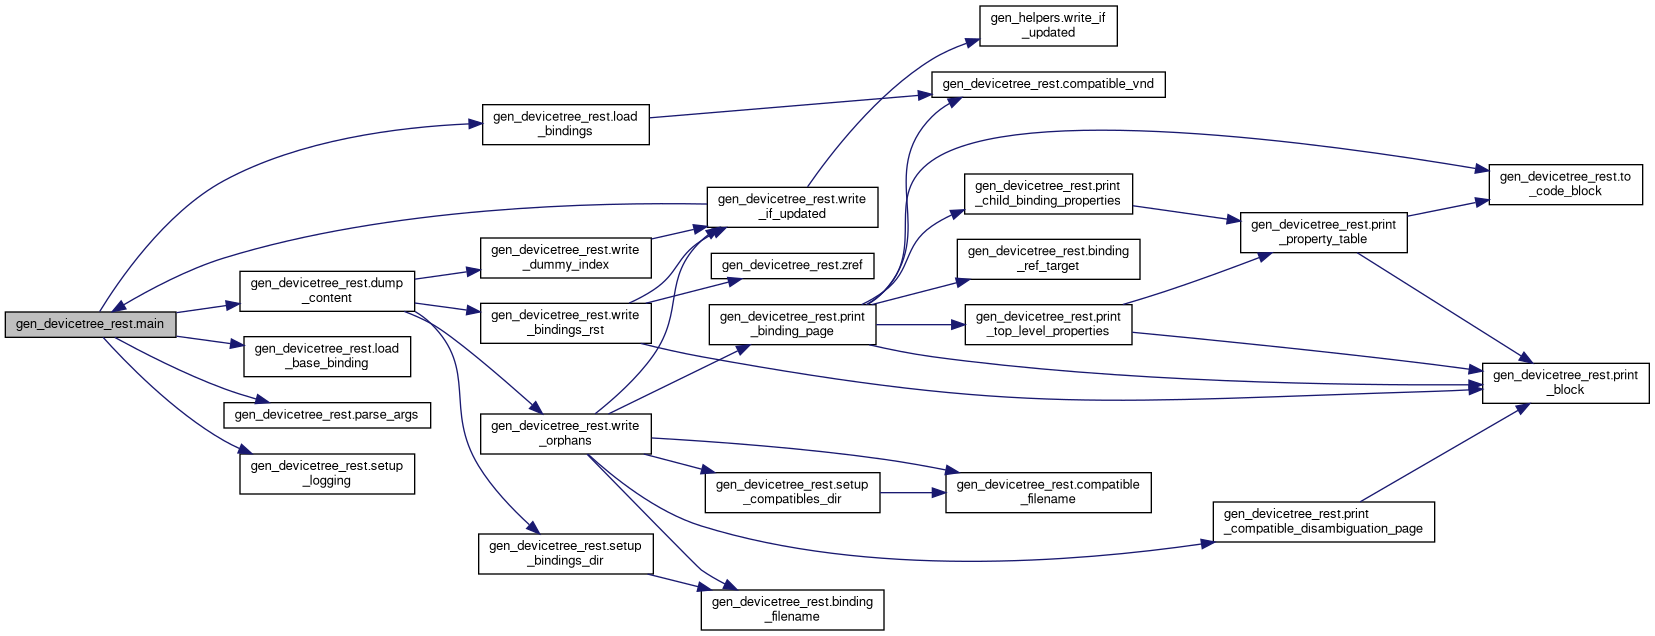 gen_helpers.write_if
_updated
gen_devicetree_rest.compatible_vnd
gen_devicetree_rest.load
_bindings
gen_devicetree_rest.to
_code_block
gen_devicetree_rest.print
_child_binding_properties
gen_devicetree_rest.write
_if_updated
gen_devicetree_rest.print
_property_table
gen_devicetree_rest.write
_dummy_index
gen_devicetree_rest.binding
_ref_target
gen_devicetree_rest.zref
gen_devicetree_rest.dump
_content
gen_devicetree_rest.main
gen_devicetree_rest.write
_bindings_rst
gen_devicetree_rest.print
_binding_page
gen_devicetree_rest.print
_top_level_properties
gen_devicetree_rest.load
_base_binding
gen_devicetree_rest.print
_block
gen_devicetree_rest.parse_args
gen_devicetree_rest.write
_orphans
gen_devicetree_rest.setup
_logging
gen_devicetree_rest.setup
_compatibles_dir
gen_devicetree_rest.compatible
_filename
gen_devicetree_rest.print
_compatible_disambiguation_page
gen_devicetree_rest.setup
_bindings_dir
gen_devicetree_rest.binding
_filename